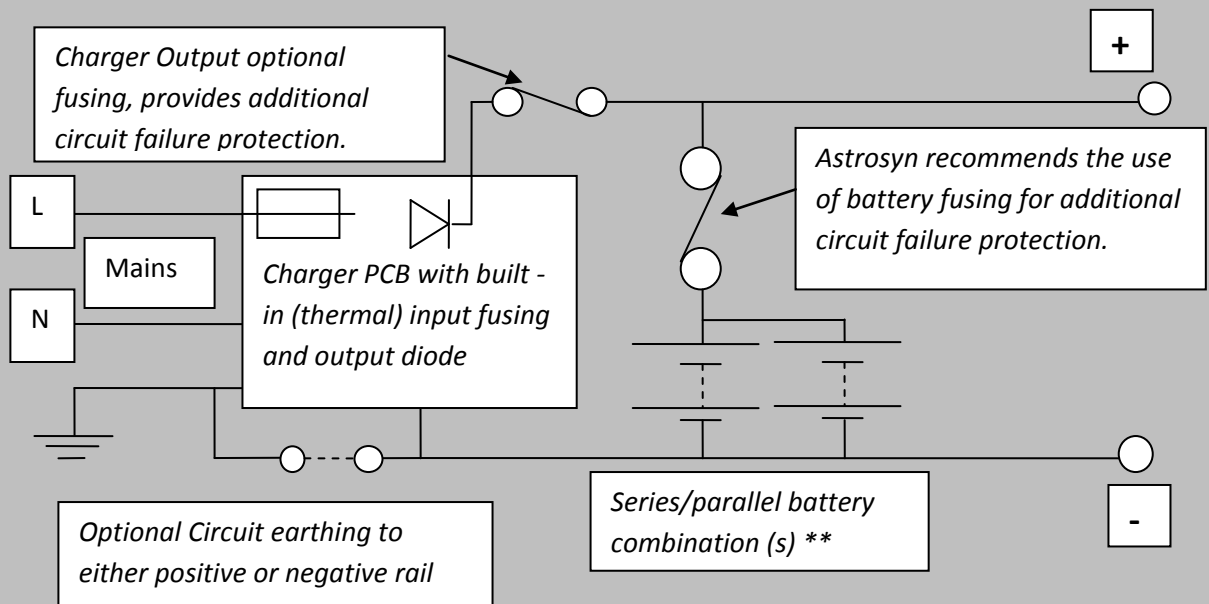 Charger Output optional
fusing, provides additional
circuit failure protection.
+
Astrosyn recommends the use
of battery fusing for additional
circuit failure protection.
L
Mains
N
Charger PCB with built -
in (thermal) input fusing
and output diode
Series/parallel battery
combination (s) **
-
Optional Circuit earthing to
either positive or negative rail